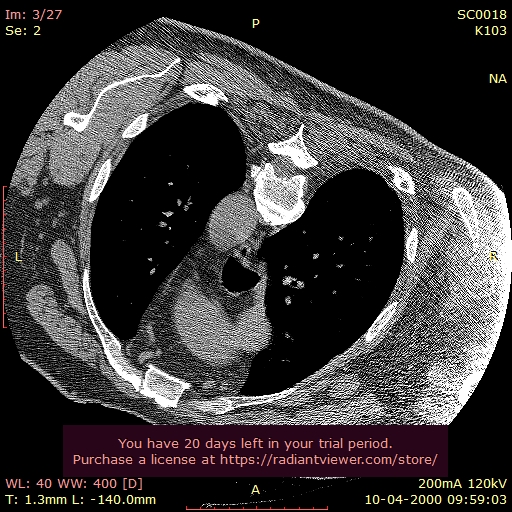 Im: 3/27
Se: 2
P
SC0018
K103
NA
L
R
You have 20 days left in your trial period.
Purchase a license at https://radiantviewer.com/store/
WL: 40 WW: 400 [D]
T: 1.3mm L: -140.0mm
A
200mA 120kV
10-04-2000 09:59:03